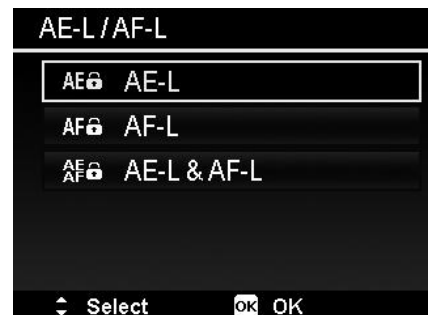 AE-L / AF-L
AE AE-L
AF AF-L
AE AF AE-L & AF-L
Select OK OK